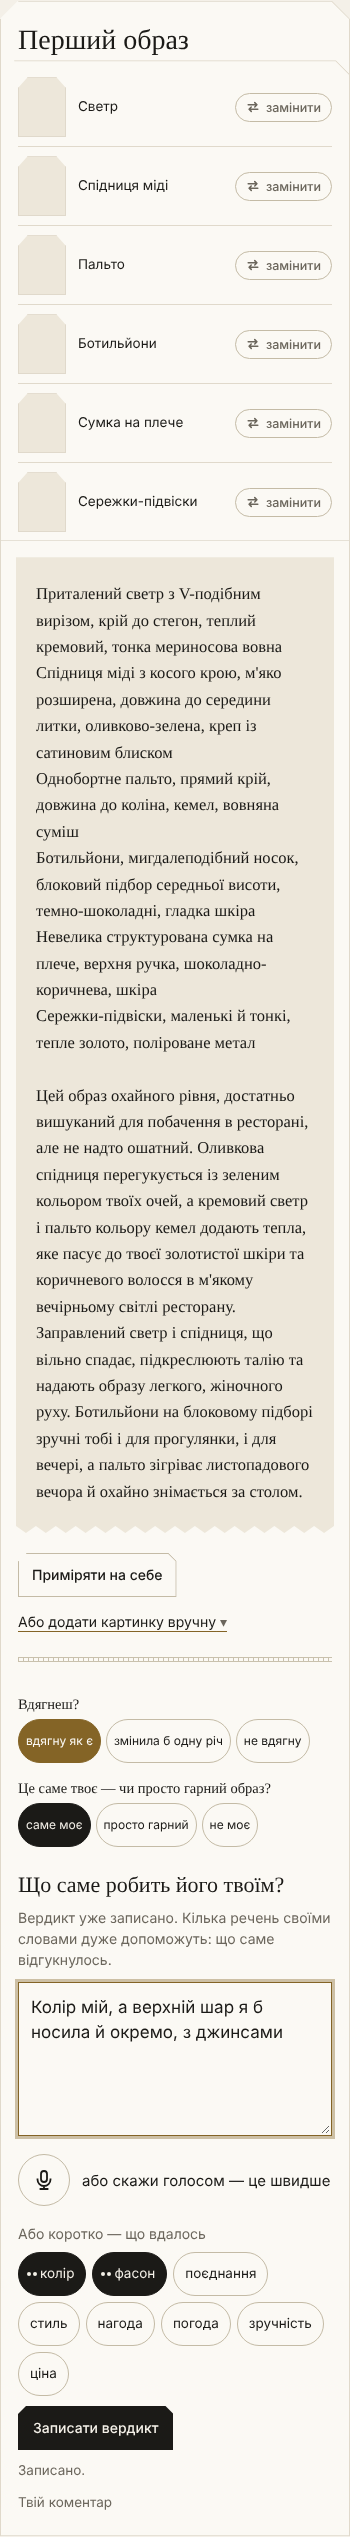 Перший образ
Светр
⇄ замінити
Спідниця міді
⇄ замінити
Пальто
⇄ замінити
Ботильйони
⇄ замінити
Сумка на плече
⇄ замінити
Сережки-підвіски
⇄ замінити
Приталений светр з V-подібним
вирізом, крій до стегон, теплий
кремовий, тонка мериносова вовна
Спідниця міді з косого крою, м'яко
розширена, довжина до середини
литки, оливково-зелена, креп із
сатиновим блиском
Однобортне пальто, прямий крій,
довжина до коліна, кемел, вовняна
суміш
Ботильйони, мигдалеподібний носок,
блоковий підбор середньої висоти,
темно-шоколадні, гладка шкіра
Невелика структурована сумка на
плече, верхня ручка, шоколадно-
коричнева, шкіра
Сережки-підвіски, маленькі й тонкі,
тепле золото, поліроване метал
Цей образ охайного рівня, достатньо
вишуканий для побачення в ресторані,
але не надто ошатний. Оливкова
спідниця перегукується із зеленим
кольором твоїх очей, а кремовий светр
і пальто кольору кемел додають тепла,
яке пасує до твоєї золотистої шкіри та
коричневого волосся в м'якому
вечірньому світлі ресторану.
Заправлений светр і спідниця, що
вільно спадає, підкреслюють талію та
надають образу легкого, жіночного
руху. Ботильйони на блоковому підборі
зручні тобі і для прогулянки, і для
вечері, а пальто зігріває листопадового
вечора й охайно знімається за столом.
Приміряти на себе
Або додати картинку вручну ▾
Вдягнеш?
вдягну як є
змінила б одну річ
не вдягну
Це саме твоє — чи просто гарний образ?
саме моє
просто гарний
не моє
Що саме робить його твоїм?
Вердикт уже записано. Кілька речень своїми
словами дуже допоможуть: що саме
відгукнулось.
Колір мій, а верхній шар я б
носила й окремо, з джинсами
або скажи голосом — це швидше
Або коротко — що вдалось
•• колір
•• фасон
поєднання
стиль
нагода
погода
зручність
ціна
Записати вердикт
Записано.
Твій коментар